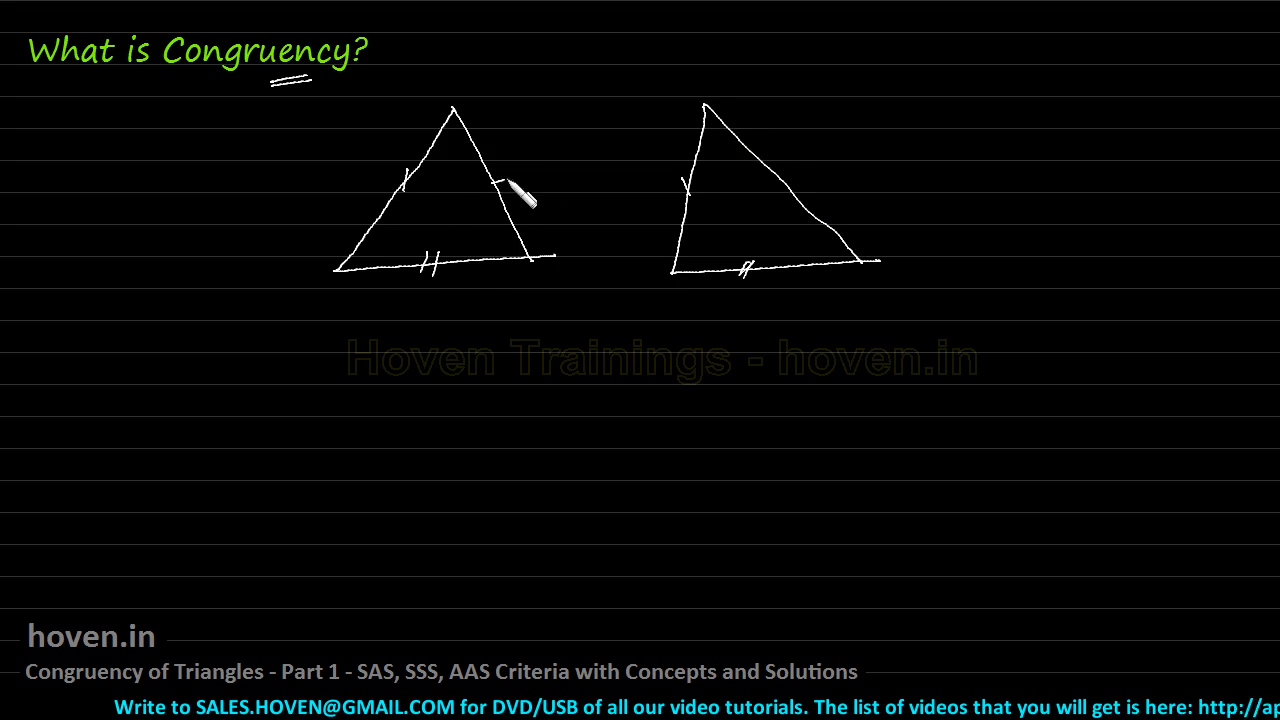 What is Congruency?
Hoven Trainings - hoven.in
hoven.in
Congruency of Triangles - Part 1 - SAS, SSS, AAS Criteria with Concepts and Solutions
Write to SALES.HOVEN@GMAIL.COM for DVD/USB of all our video tutorials. The list of videos that you will get is here: http://ap